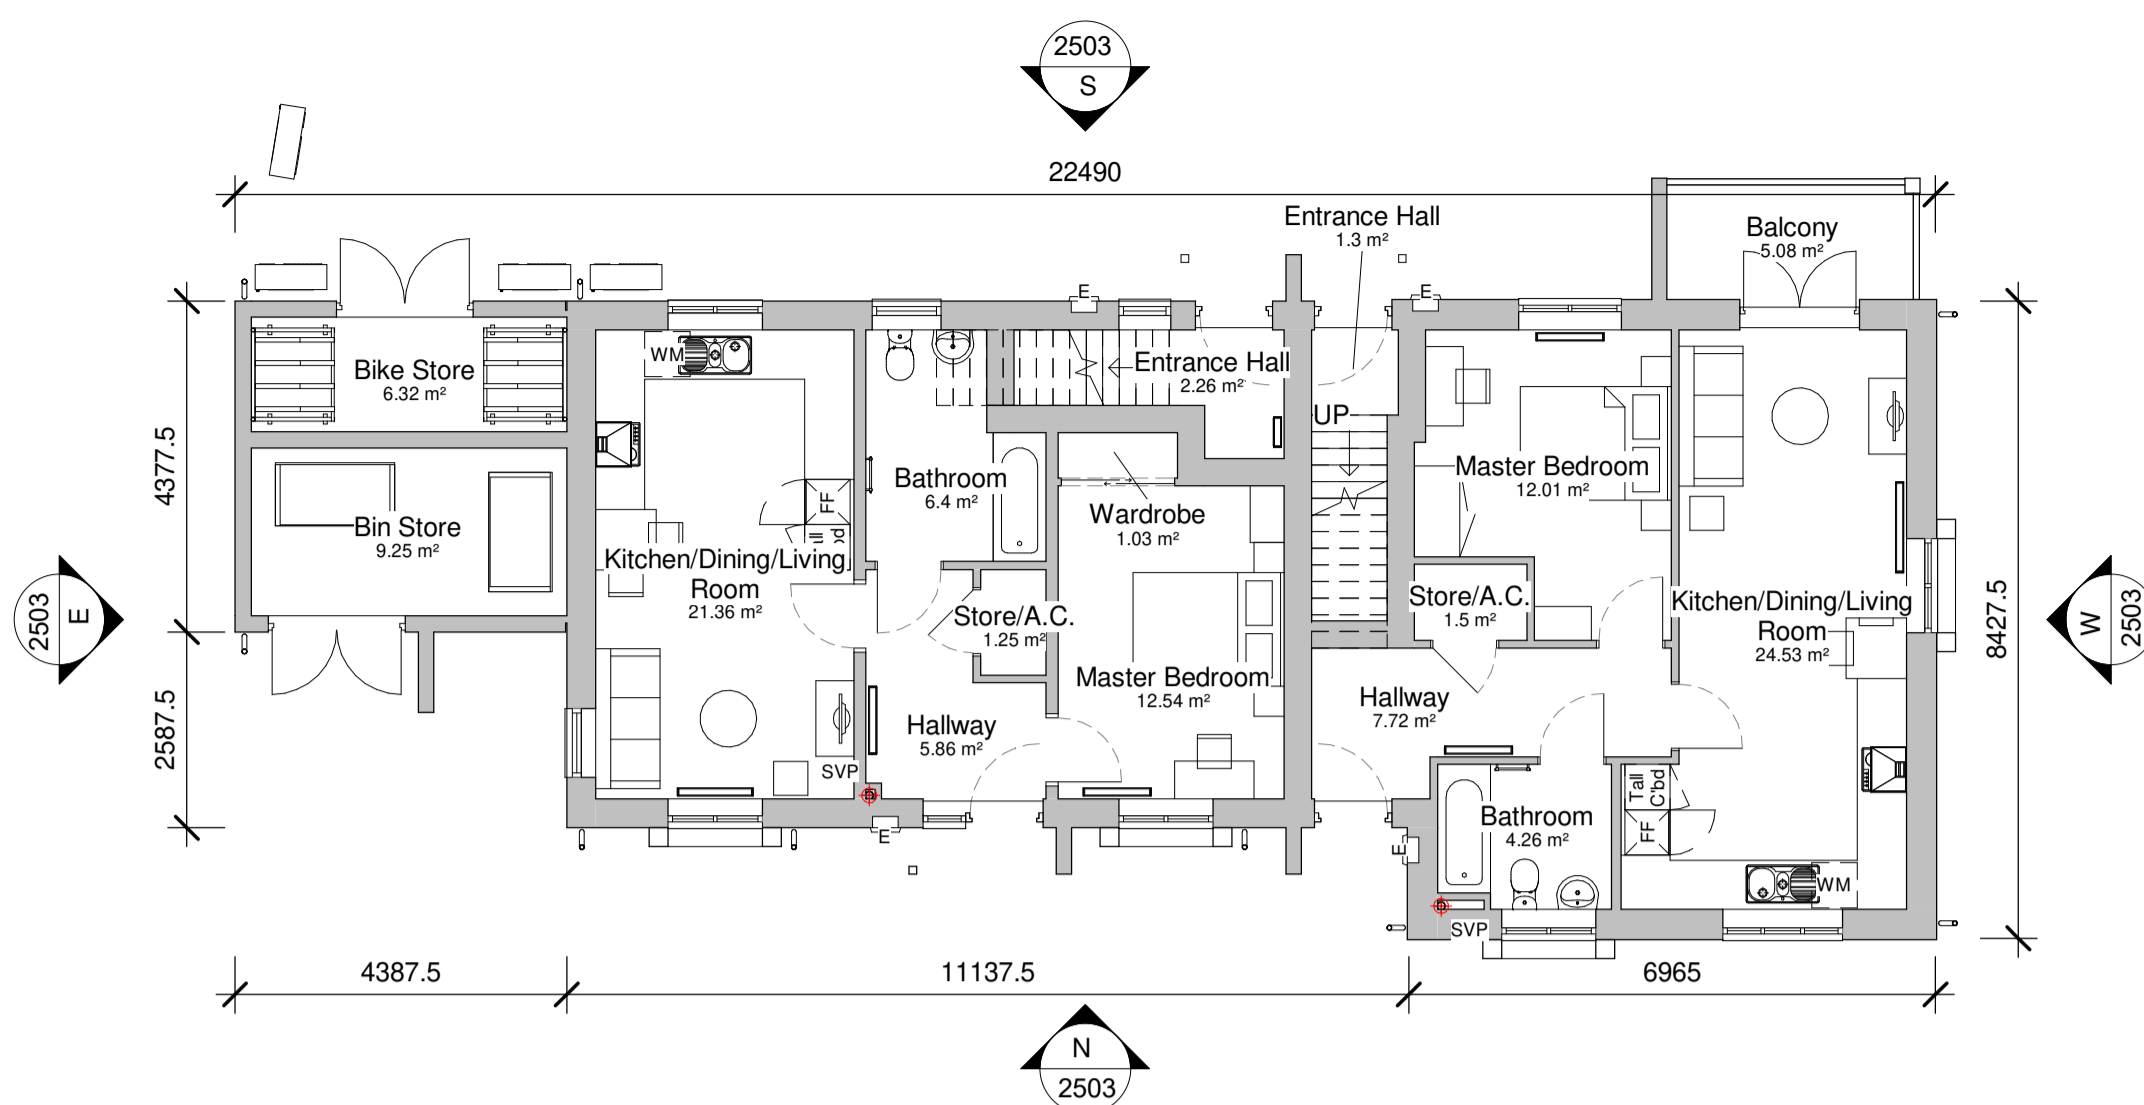 2503
S
22490
Entrance Hall
1.3 m²
Balcony
5.08 m²
E
E
WM
Bike Store
6.32 m²
Entrance Hall
2.26 m²
UP
4377.5
Bathroom
6.4 m²
Master Bedroom
12.01 m²
FF
Wardrobe
1.03 m²
Bin Store
9.25 m²
Kitchen/Dining/Living
Room
21.36 m²
Store/A.C.
1.25 m²
Store/A.C.
1.5 m²
Kitchen/Dining/Living
Room
24.53 m²
2503
E
W
2503
8427.5
2587.5
Master Bedroom
12.54 m²
Hallway
5.86 m²
Hallway
7.72 m²
SVP
Tall
C'bd
FF
Bathroom
4.26 m²
E
E
WM
SVP
4387.5
11137.5
6965
N
2503